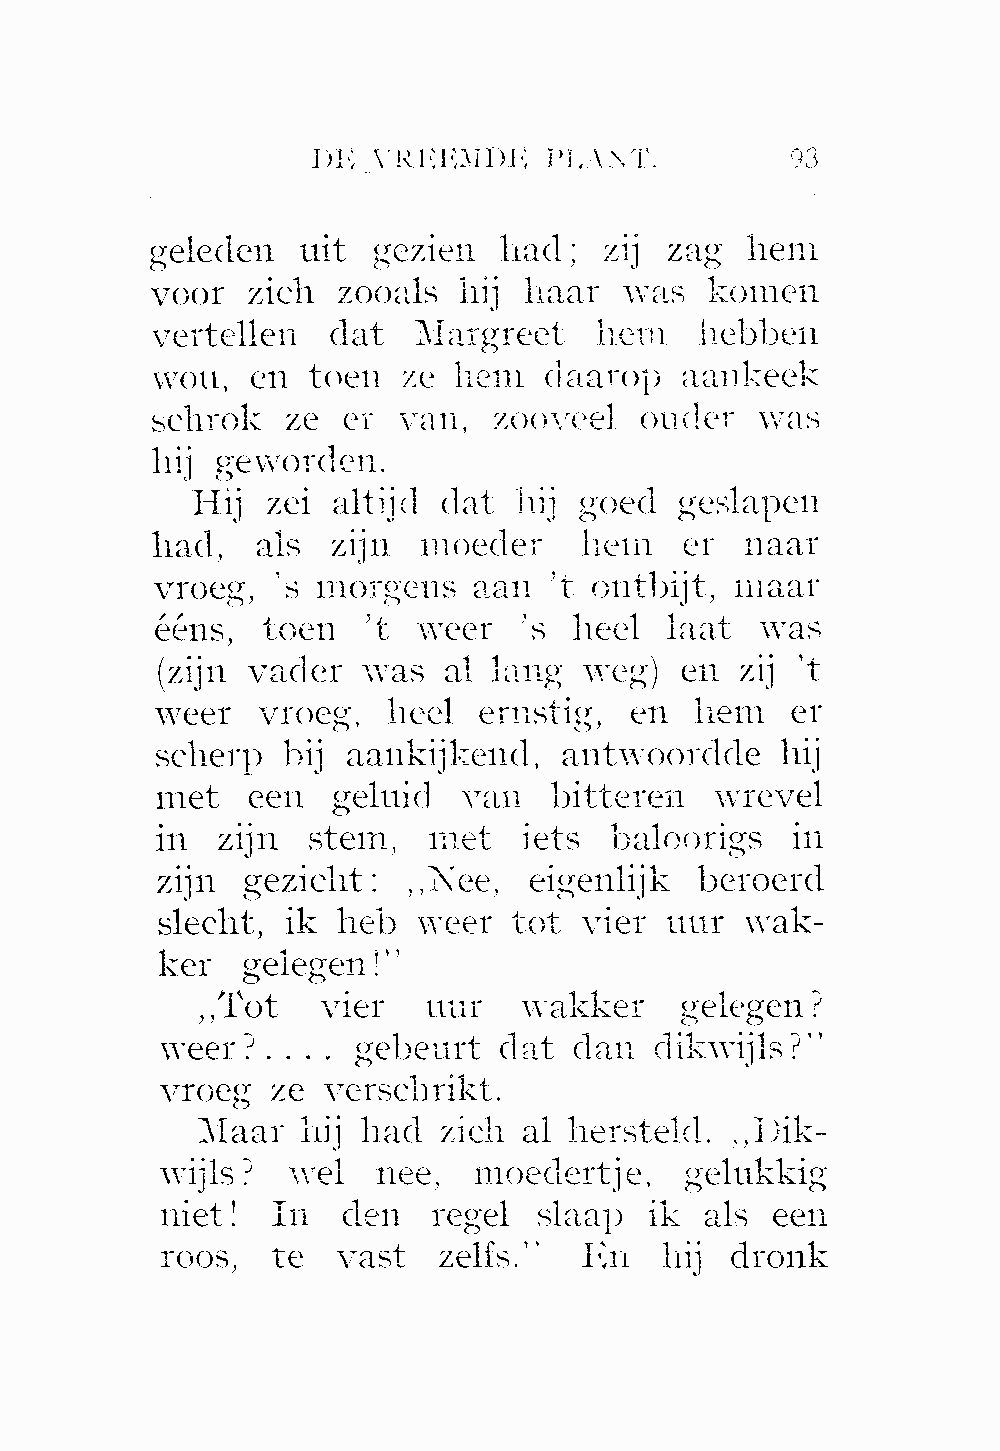 DE VREEMDE PLANT. 93
geleden uit gezien had; zij zag hem
voor zich zooals hij haar was komen
vertellen dat Margreet hem hebben
wou, en toen ze hem daarop aankeek
schrok ze er van, zooveel ouder was
hij geworden.
Hij zei altijd dat hij goed geslapen
had, als zijn moeder hem er naar
vroeg, 's morgens aan 't ontbijt, maar
ééns, toen 't weer 's heel laat was
(zijn vader was al lang weg) en zij 't
weer vroeg, heel ernstig, en hem er
scherp bij aankijkend, antwoordde hij
met een geluid van bitteren wrevel
in zijn stem, met iets baloorigs in
zijn gezicht: ,,Nee, eigenlijk beroerd
slecht, ik heb weer tot vier uur wak-
ker gelegen!"
,,Tot vier uur wakker gelegen?
weer?.... gebeurt dat dan dikwijls?"
vroeg ze verschrikt.
Maar hij had zich al hersteld. ,,Dik-
wijls? wel nee, moedertje, gelukkig
niet! In den regel slaap ik als een
roos, te vast zelfs." En hij dronk